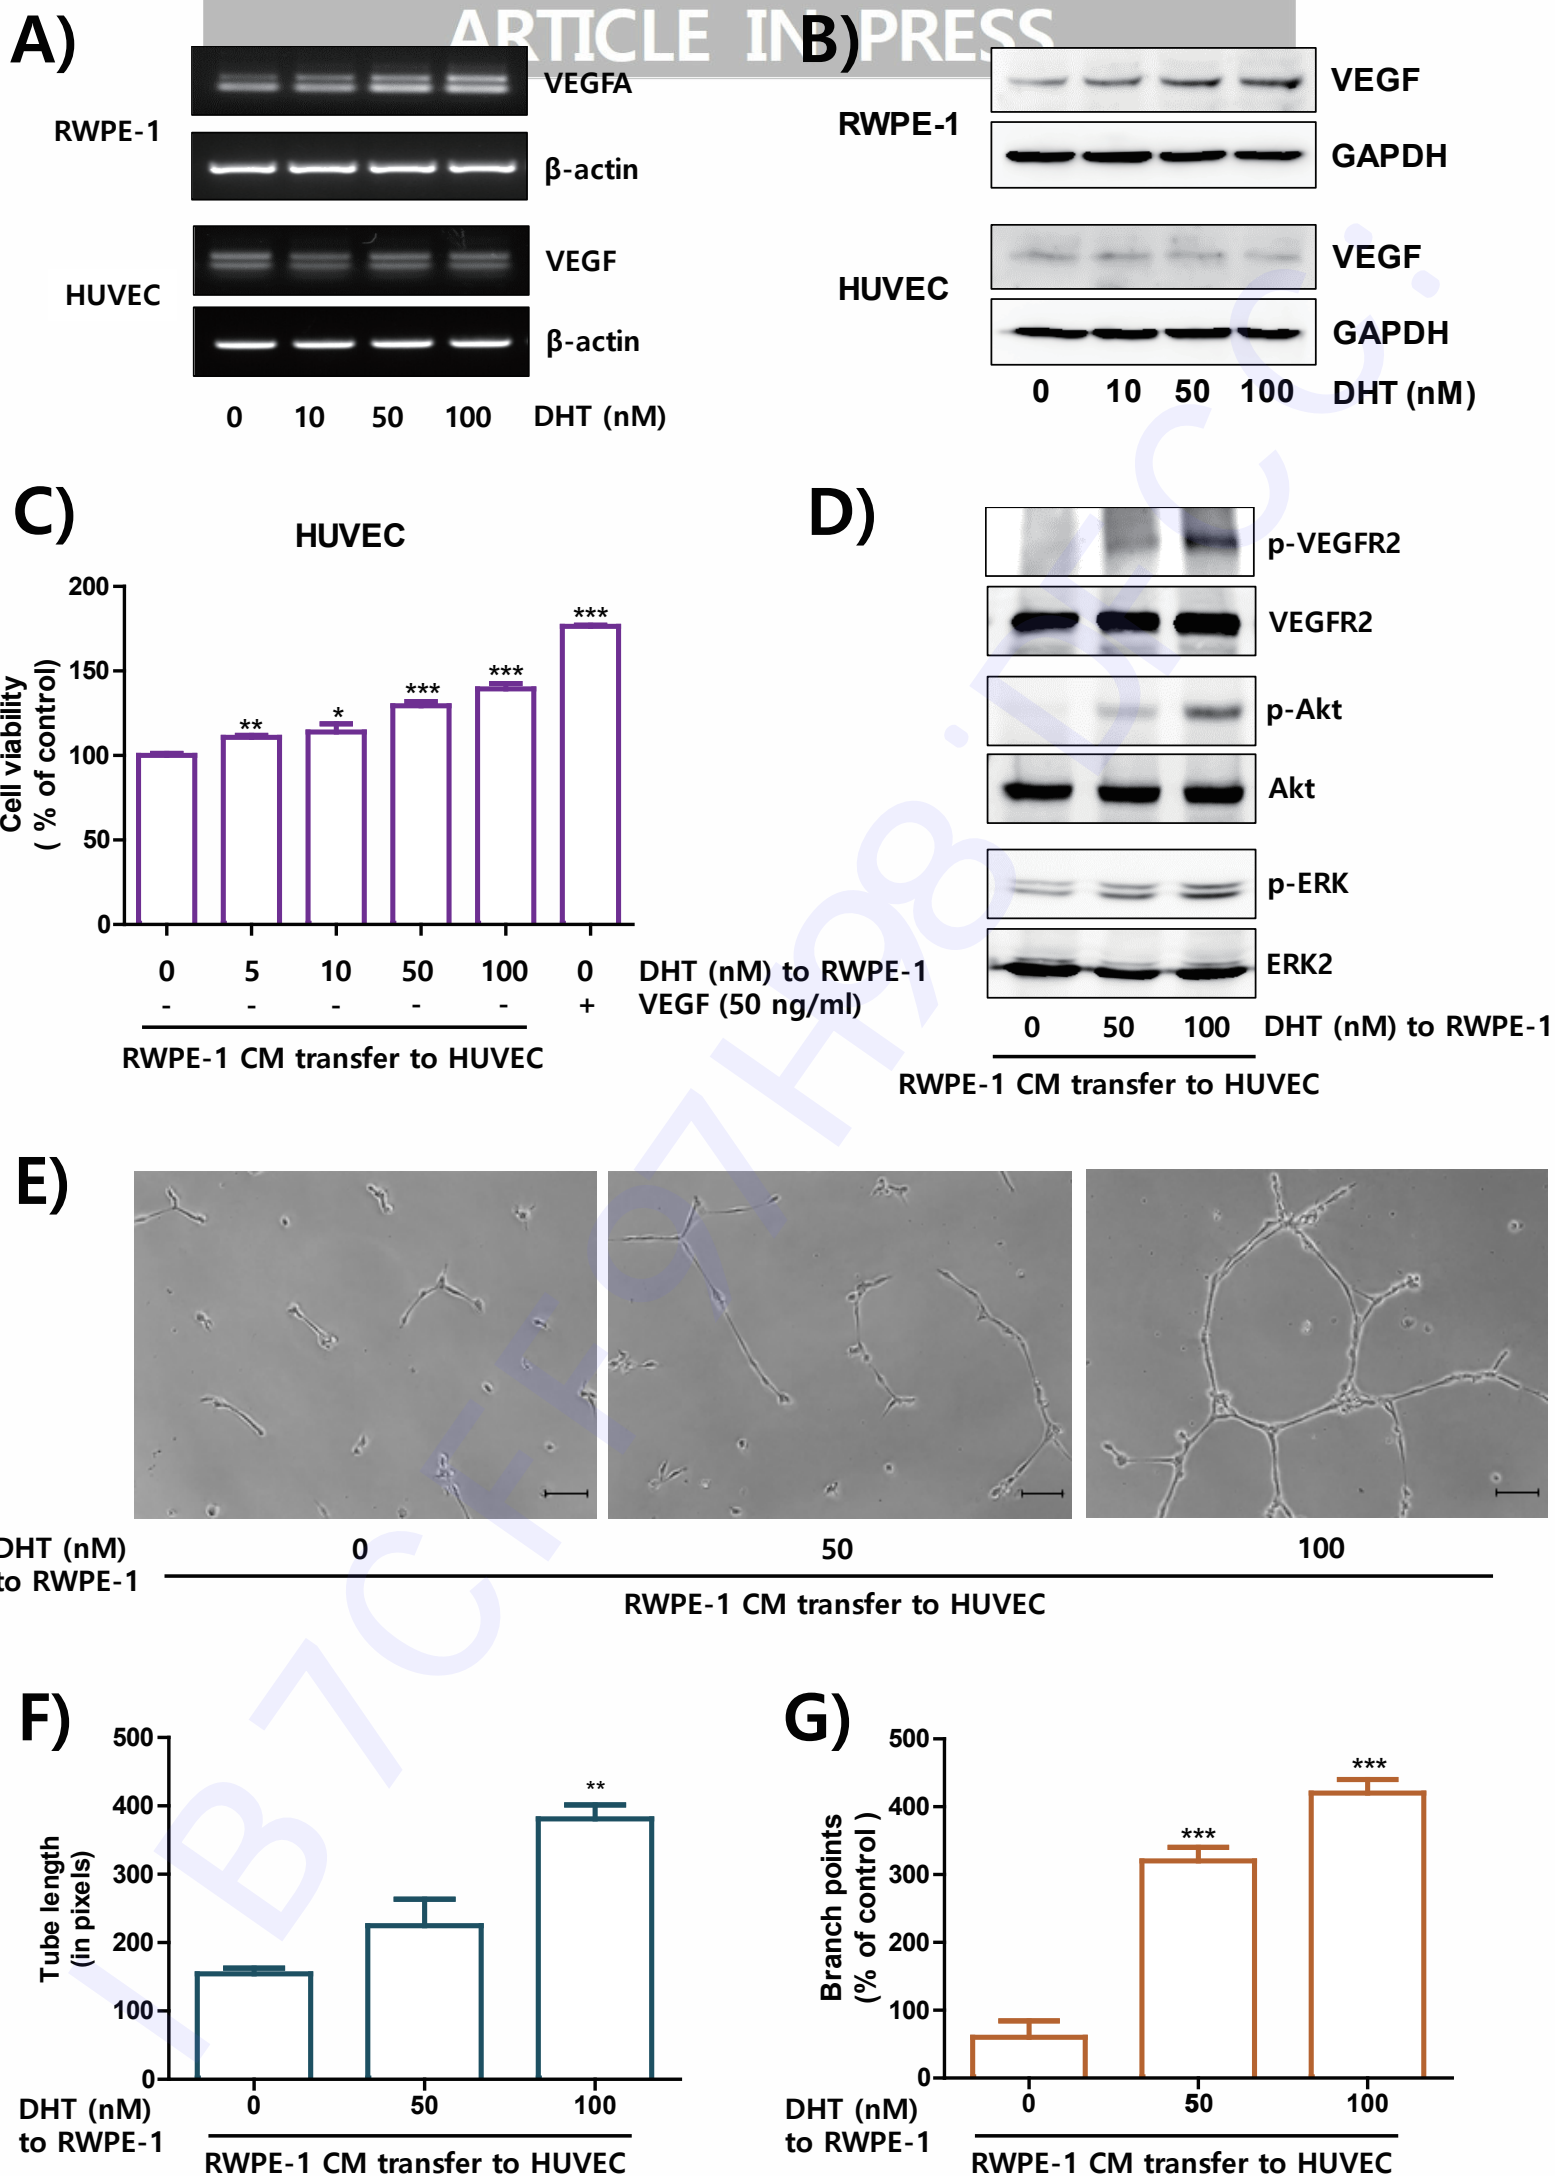 ARTICLE IN PRESS
A)
VEGFA
RWPE-1
β-actin
VEGF
HUVEC
β-actin
0 10 50 100 DHT (nM)
B)
VEGF
RWPE-1
GAPDH
VEGF
HUVEC
GAPDH
0 10 50 100 DHT (nM)
C)
HUVEC
Cell viability
( % of control)
200
150
100
50
0
**
*
***
***
***
0 5 10 50 100 0 DHT (nM) to RWPE-1
- - - - - + VEGF (50 ng/ml)
RWPE-1 CM transfer to HUVEC
D)
p-VEGFR2
VEGFR2
p-Akt
Akt
p-ERK
ERK2
0 50 100 DHT (nM) to RWPE-1
RWPE-1 CM transfer to HUVEC
E)
DHT (nM)
to RWPE-1
0 50 100
RWPE-1 CM transfer to HUVEC
F)
Tube length
(in pixels)
500
400
300
200
100
0
**
DHT (nM)
to RWPE-1
0 50 100
RWPE-1 CM transfer to HUVEC
G)
Branch points
(% of control )
500
400
300
200
100
0
***
***
DHT (nM)
to RWPE-1
0 50 100
RWPE-1 CM transfer to HUVEC